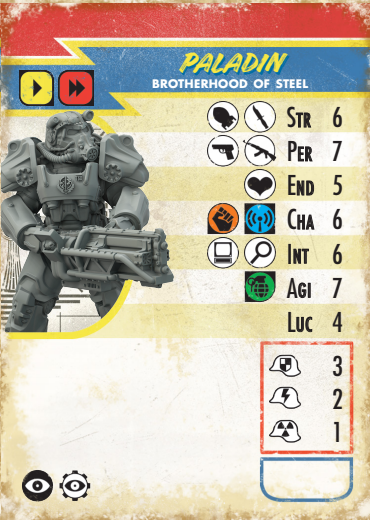 PALADIN
BROTHERHOOD OF STEEL
STR 6
PER 7
END 5
CHA 6
INT 6
AGI 7
LUC 4
3
2
1